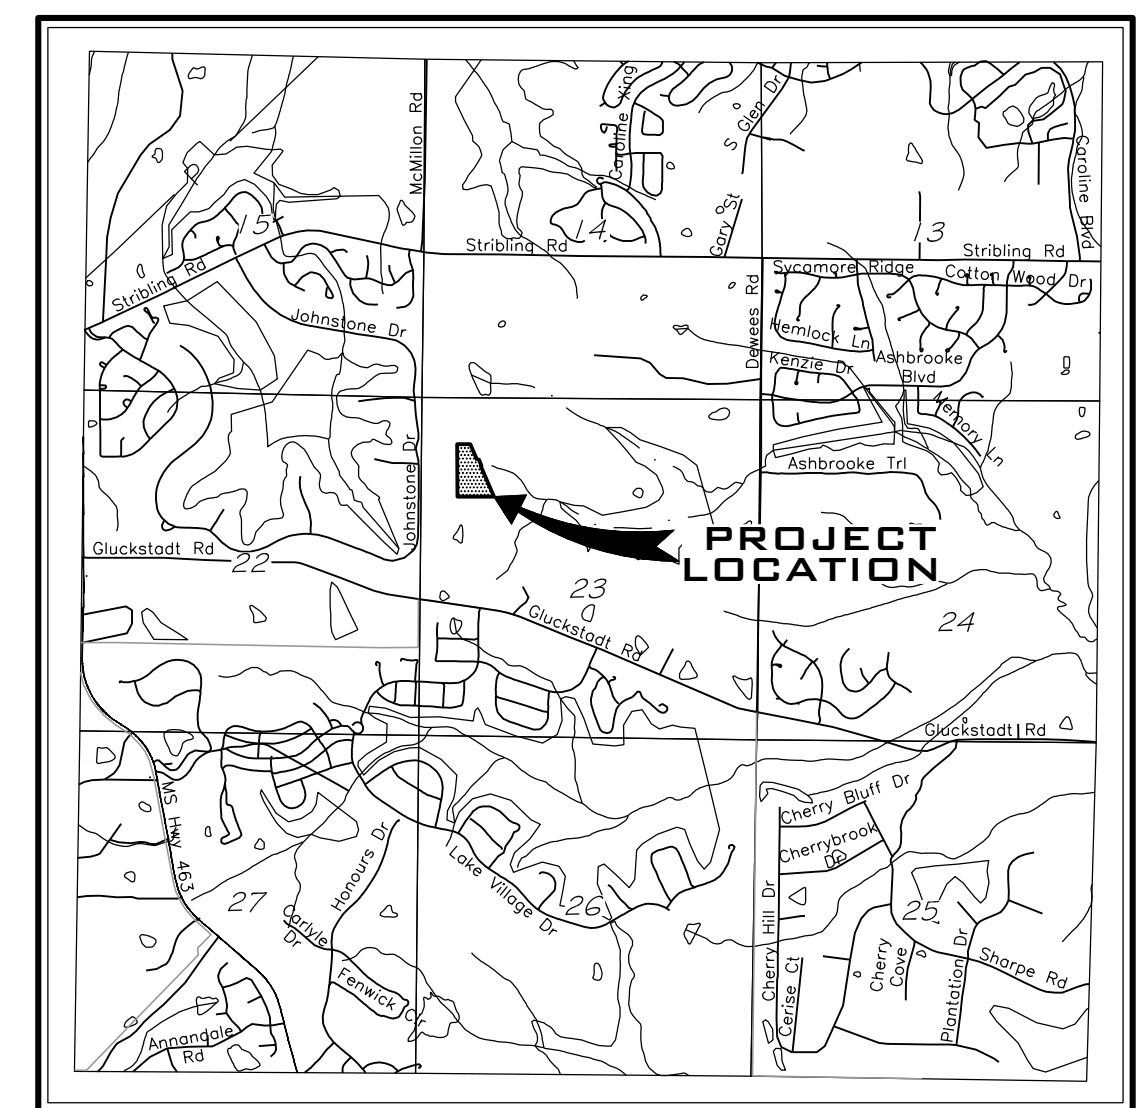 McMillon Rd
Caroline Xing
S Glen Dr
Caroline Blvd
15
14
Gary St
13
Stribling Rd
Stribling Rd
Stribling Rd
Sycamore Ridge
Cotton Wood Dr
Johnstone Dr
Dewees Rd
Hemlock Ln
Kenzie Dr
Ashbrooke
Blvd
Memory Ln
Johnstone Dr
Ashbrooke Trl
PROJECT
LOCATION
Gluckstadt Rd
22
23
24
Gluckstadt Rd
Gluckstadt Rd
MS Hwy 463
Cherry Bluff Dr
Cherrybrook
Dr
Honours Dr
Lake Village Dr
27
26
25
Carlyle
Dr
Cherry Hill Dr
Cerise Ct
Cherry
Cove
Plantation Dr
Sharpe Rd
Fenwick Cir
Annandale
Rd